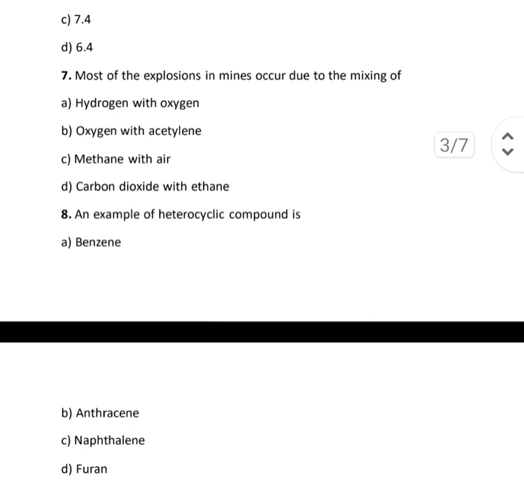 c) 7.4
d) 6.4
7. Most of the explosions in mines occur due to the mixing of
a) Hydrogen with oxygen
b) Oxygen with acetylene
3/7
c) Methane with air
d) Carbon dioxide with ethane
8. An example of heterocyclic compound is
a) Benzene
b) Anthracene
c) Naphthalene
d) Furan